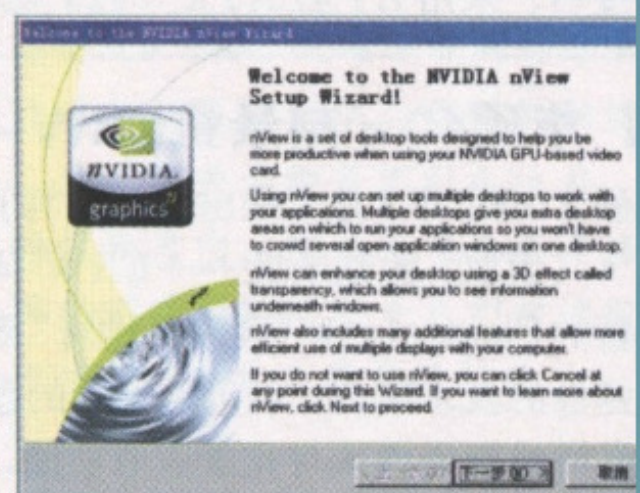 Welcome to the NVIDIA nView Wizard
Welcome to the NVIDIA nView
Setup Wizard!
nView is a set of desktop tools designed to help you be
more productive when using your NVIDIA GPU-based video
card.
Using nView you can set up multiple desktops to work with
your applications. Multiple desktops give you extra desktop
areas on which to run your applications so you won't have
to crowd several open application windows on one desktop.
nView can enhance your desktop using a 3D effect called
transparency, which allows you to see information
underneath windows.
nView also includes many additional features that allow more
efficient use of multiple displays with your computer.
If you do not want to use nView, you can click Cancel at
any point during this Wizard. If you want to learn more about
nView, click Next to proceed.
NVIDIA.
graphics
下一步(N) > 取消